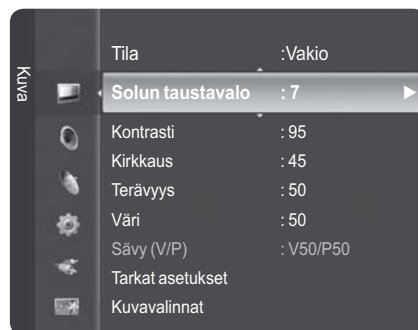 Kuva
Tila :Vakio
Solun taustavalo : 7
Kontrasti : 95
Kirkkaus : 45
Terävyys : 50
Väri : 50
Sävy (V/P) : V50/P50
Tarkat asetukset
Kuvavalinnat